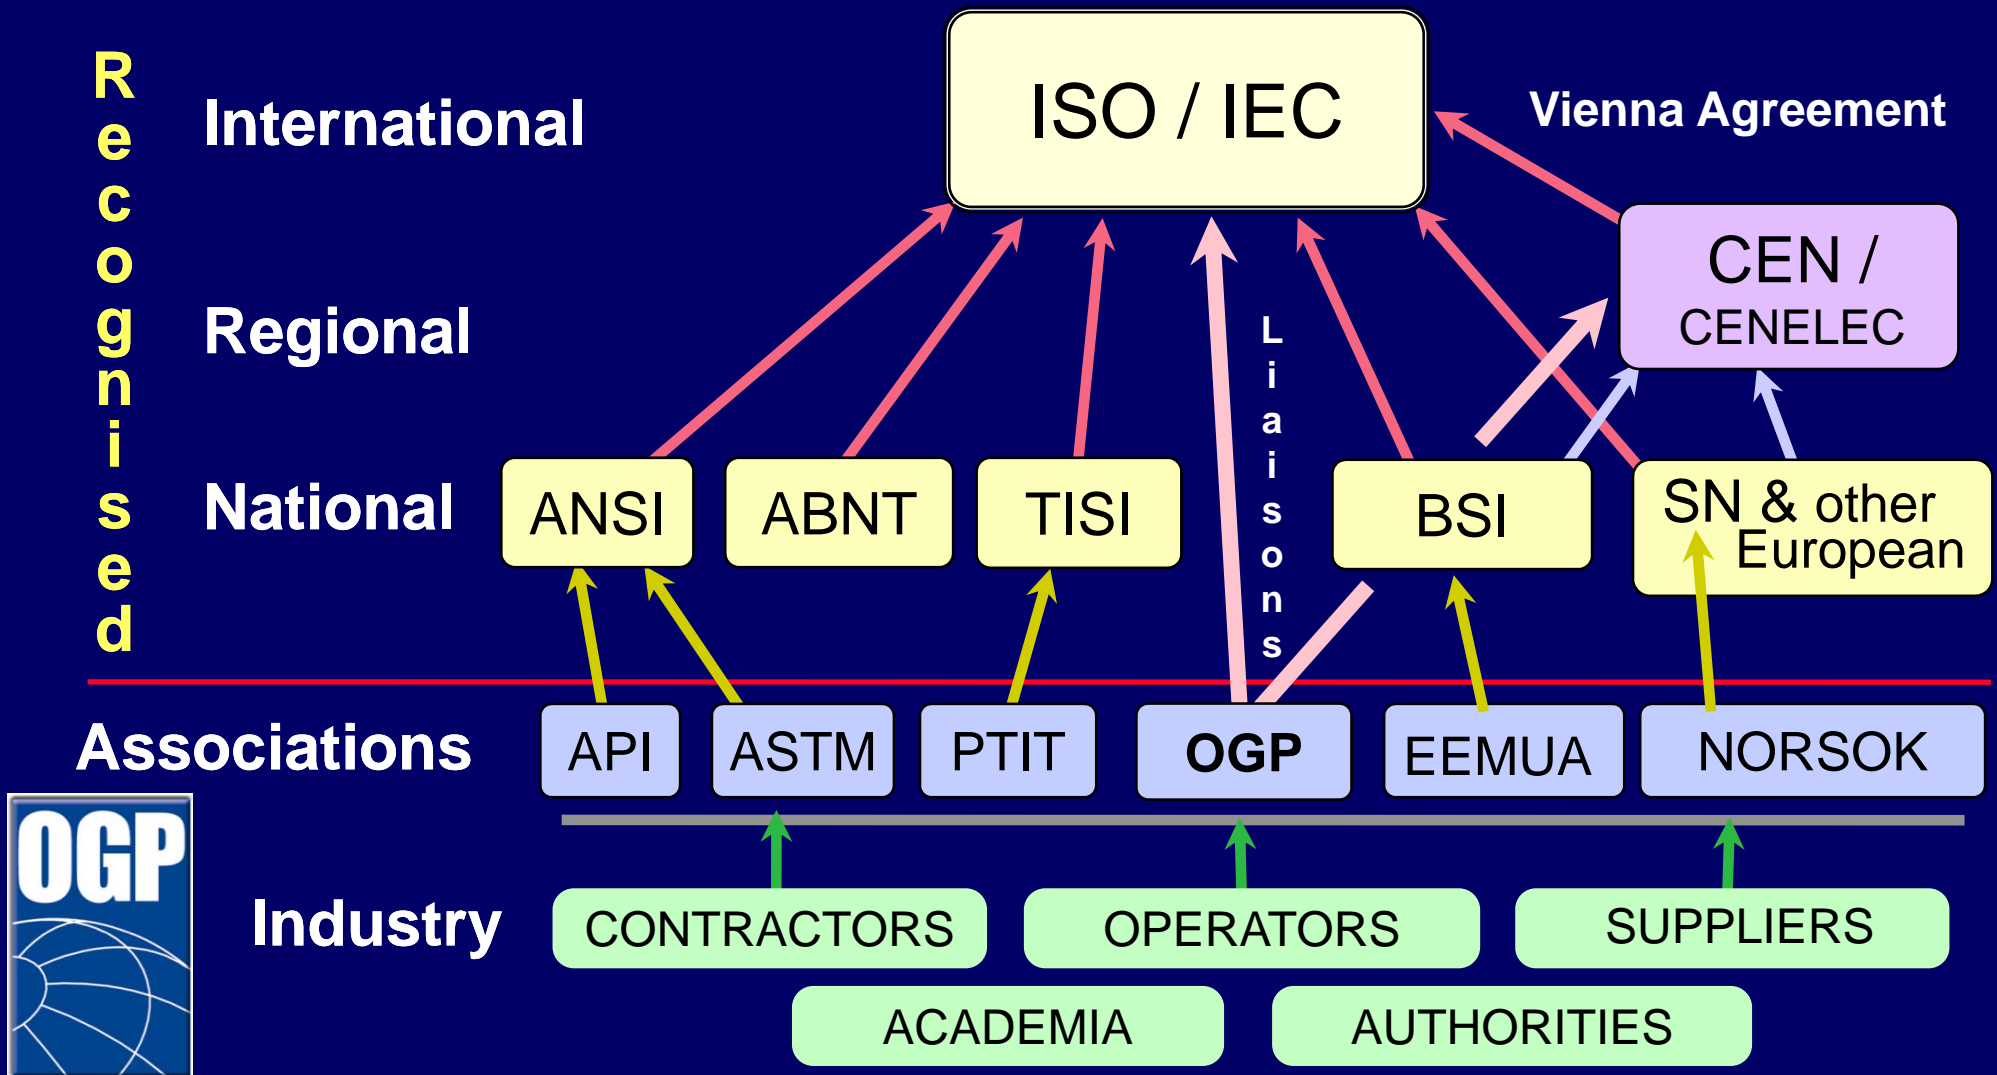 Recognised
International
ISO / IEC
Vienna Agreement
Regional
CEN /
CENELEC
Liaisons
National
ANSI
ABNT
TISI
BSI
SN & other
European
Associations
API
ASTM
PTIT
OGP
EEMUA
NORSOK
OGP
Industry
CONTRACTORS
OPERATORS
SUPPLIERS
ACADEMIA
AUTHORITIES